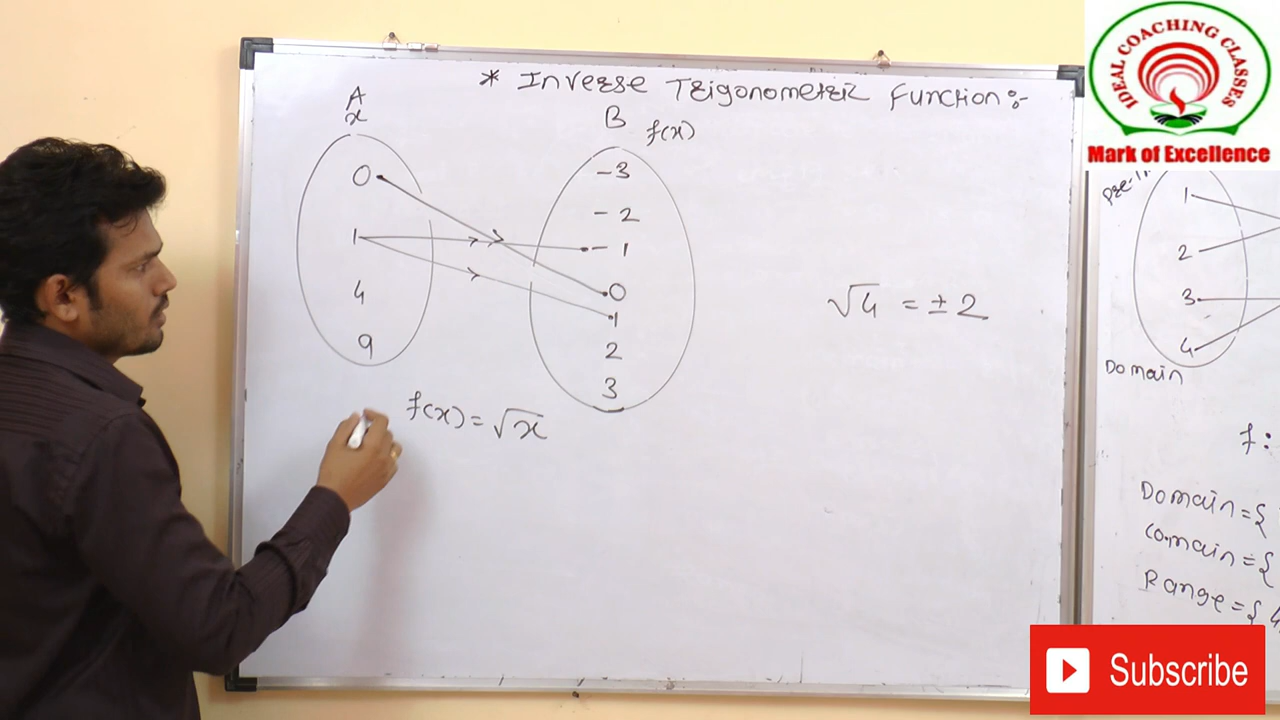 * Inverse Trigonometric Function :-
A
x
B f(x)
0
1
4
9
-3
-2
-1
0
1
2
3
f(x) = √x
√4 = ±2
1
2
3
4
Domain
f :
Domain = {
Co.main = {
Range = {
IDEAL COACHING CLASSES
Mark of Excellence
Subscribe